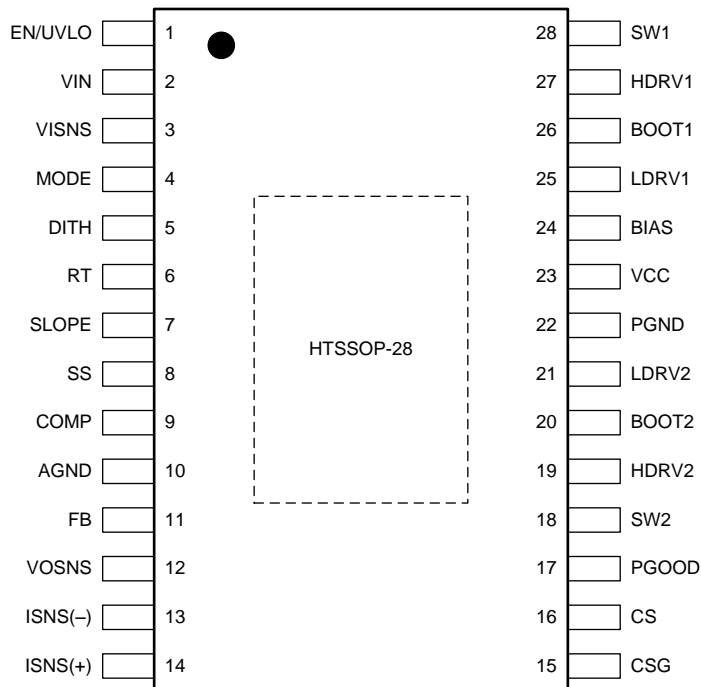 EN/UVLO 1 28 SW1
VIN 2 27 HDRV1
VISNS 3 26 BOOT1
MODE 4 25 LDRV1
DITH 5 24 BIAS
RT 6 23 VCC
SLOPE 7 22 PGND
HTSSOP-28
SS 8 21 LDRV2
COMP 9 20 BOOT2
AGND 10 19 HDRV2
FB 11 18 SW2
VOSNS 12 17 PGOOD
ISNS(–) 13 16 CS
ISNS(+) 14 15 CSG